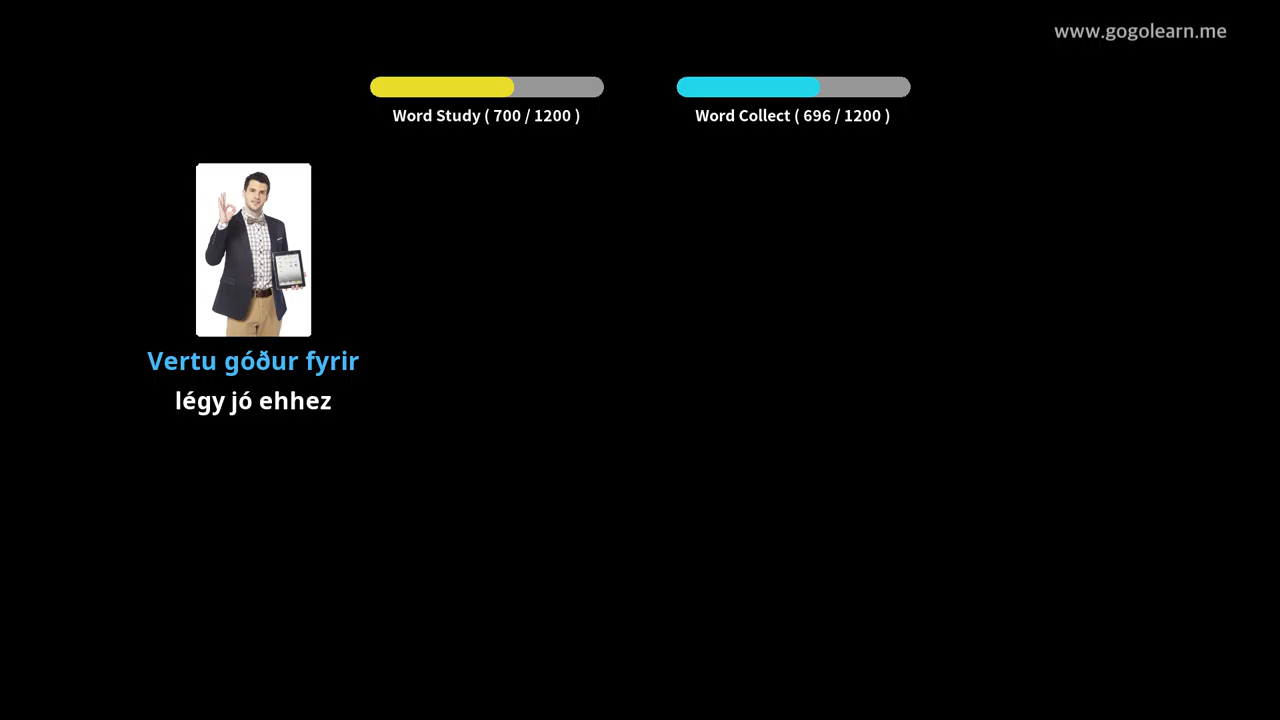 www.gogolearn.me
Word Study ( 700 / 1200 )
Word Collect ( 696 / 1200 )
Vertu góður fyrir
légy jó ehhez